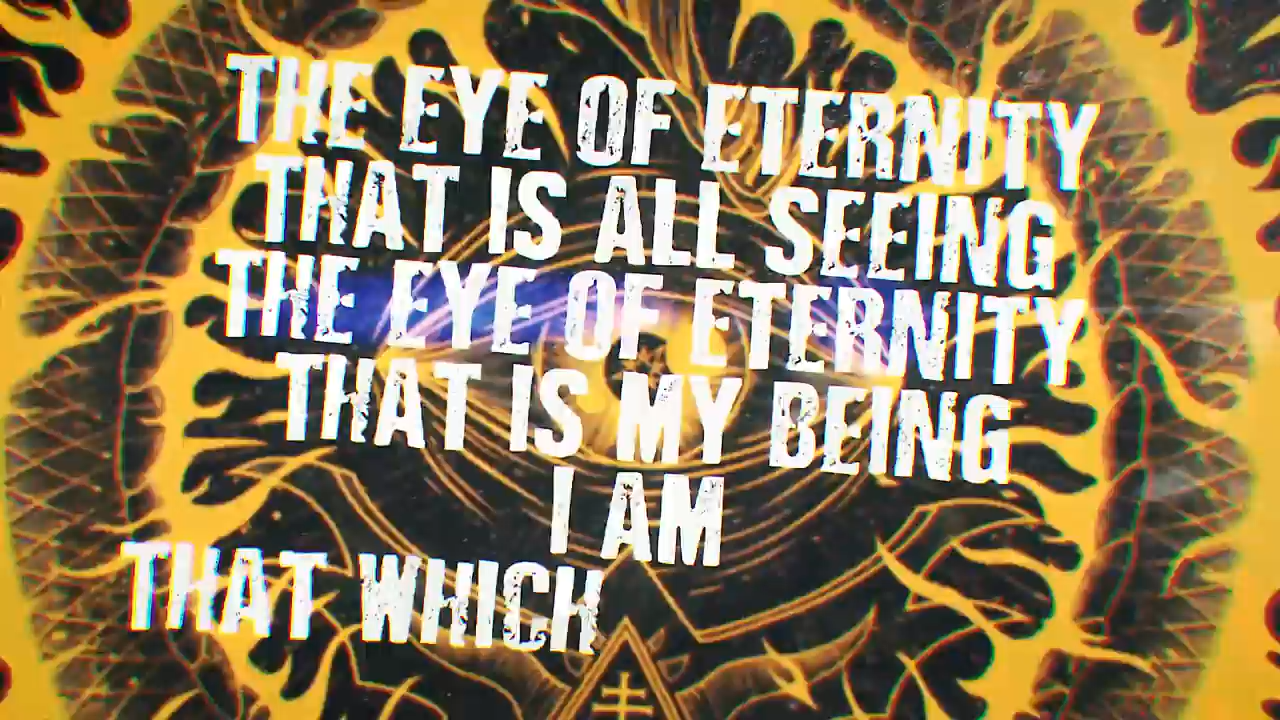 THE EYE OF ETERNITY
THAT IS ALL SEEING
THE EYE OF ETERNITY
THAT IS MY BEING
I AM
THAT WHICH